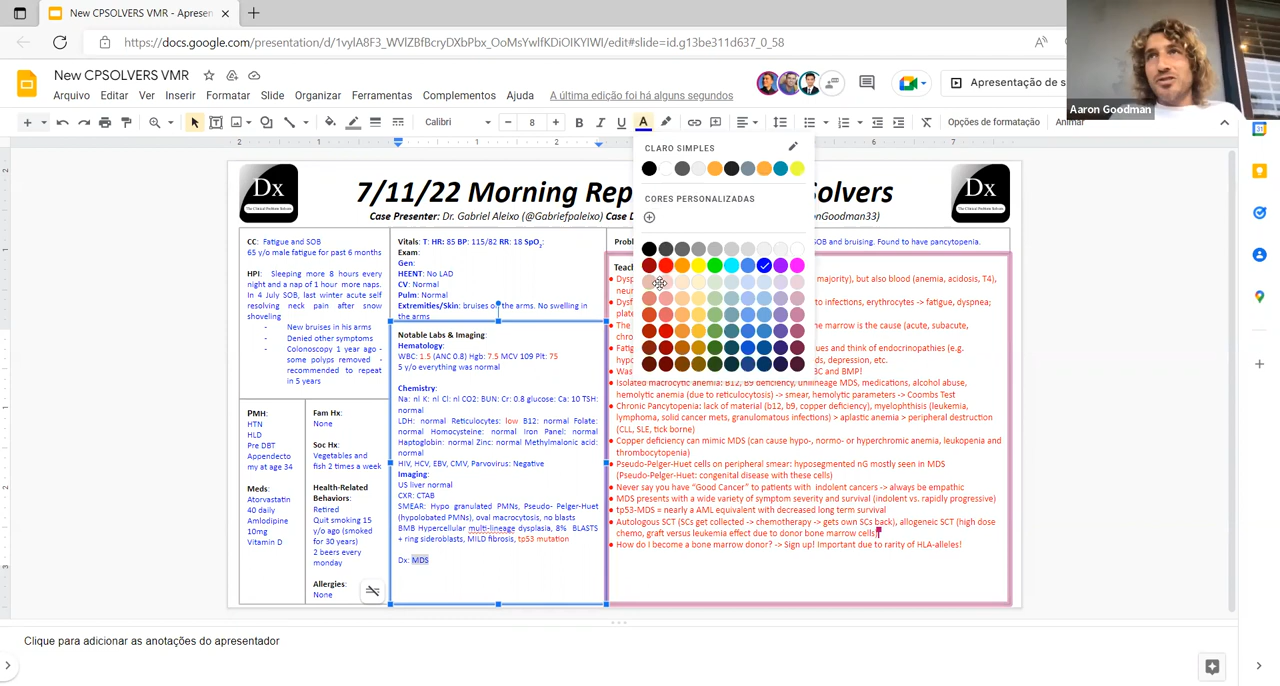 New CPSOLVERS VMR - Apresen
https://docs.google.com/presentation/d/1vylA8F3_WVlZBfBcryDXbPbx_OoMsYwlfKDiOIKYIWI/edit#slide=id.g13be311d637_0_58
New CPSOLVERS VMR
Arquivo Editar Ver Inserir Formatar Slide Organizar Ferramentas Complementos Ajuda A última edição foi há alguns segundos
Apresentação de s
Aaron Goodman
Calibri 8 Opções de formatação Animar
CLARO SIMPLES
CORES PERSONALIZADAS
Dx
7/11/22 Morning Rep
Solvers
Dx
Case Presenter: Dr. Gabriel Aleixo (@Gabriefpaleixo) Case D
onGoodman33)
CC: Fatigue and SOB
65 y/o male fatigue for past 6 months
HPI: Sleeping more 8 hours every
night and a nap of 1 hour more naps.
In 4 July SOB, last winter acute self
resolving neck pain after snow
shoveling
- New bruises in his arms
- Denied other symptoms
- Colonoscopy 1 year ago -
some polyps removed -
recommended to repeat
in 5 years
PMH:
HTN
HLD
Pre DBT
Appendecto
my at age 34
Meds:
Atorvastatin
40 daily
Amlodipine
10mg
Vitamin D
Fam Hx:
None
Soc Hx:
Vegetables and
fish 2 times a week
Health-Related
Behaviors:
Retired
Quit smoking 15
y/o ago (smoked
for 30 years)
2 beers every
monday
Allergies:
None
Vitals: T: HR: 85 BP: 115/82 RR: 18 SpO2:
Exam:
Gen:
HEENT: No LAD
CV: Normal
Pulm: Normal
Extremities/Skin: bruises on the arms. No swelling in
the arms
Notable Labs & Imaging:
Hematology:
WBC: 1.5 (ANC 0.8) Hgb: 7.5 MCV 109 Plt: 75
5 y/o everything was normal
Chemistry:
Na: nl K: nl Cl: nl CO2: BUN: Cr: 0.8 glucose: Ca: 10 TSH:
normal
LDH: normal Reticulocytes: low B12: normal Folate:
normal Homocysteine: normal Iron Panel: normal
Haptoglobin: normal Zinc: normal Methylmalonic acid:
normal
HIV, HCV, EBV, CMV, Parvovirus: Negative
Imaging:
US liver normal
CXR: CTAB
SMEAR: Hypo granulated PMNs, Pseudo- Pelger-Huet
(hypolobated PMNs), oval macrocytosis, no blasts
BMB Hypercellular multi-lineage dysplasia, 8% BLASTS
+ ring sideroblasts, MILD fibrosis, tp53 mutation
Dx: MDS
Probl
SOB and bruising. Found to have pancytopenia.
Teac
● Dysp
majority), but also blood (anemia, acidosis, T4),
neur
● Dysf
to infections, erythrocytes -> fatigue, dyspnea;
plate
● The
ne marrow is the cause (acute, subacute,
chro
● Fatig
ues and think of endocrinopathies (e.g.
hypo
ds, depression, etc.
● Was
BC and BMP!
● Isolated macrocytic anemia: B12, B9 deficiency, unilineage MDS, medications, alcohol abuse,
hemolytic anemia (due to reticulocytosis) -> smear, hemolytic parameters -> Coombs Test
● Chronic Pancytopenia: lack of material (b12, b9, copper deficiency), myelophthisis (leukemia,
lymphoma, solid cancer mets, granulomatous infections) > aplastic anemia > peripheral destruction
(CLL, SLE, tick borne)
● Copper deficiency can mimic MDS (can cause hypo-, normo- or hyperchromic anemia, leukopenia and
thrombocytopenia)
● Pseudo-Pelger-Huet cells on peripheral smear: hyposegmented nG mostly seen in MDS
(Pseudo-Pelger-Huet: congenital disease with these cells)
● Never say you have “Good Cancer” to patients with indolent cancers -> always be empathic
● MDS presents with a wide variety of symptom severity and survival (indolent vs. rapidly progressive)
● tp53-MDS = nearly a AML equivalent with decreased long term survival
● Autologous SCT (SCs get collected -> chemotherapy -> gets own SCs back), allogeneic SCT (high dose
chemo, graft versus leukemia effect due to donor bone marrow cells)
● How do I become a bone marrow donor? -> Sign up! Important due to rarity of HLA-alleles!
Clique para adicionar as anotações do apresentador